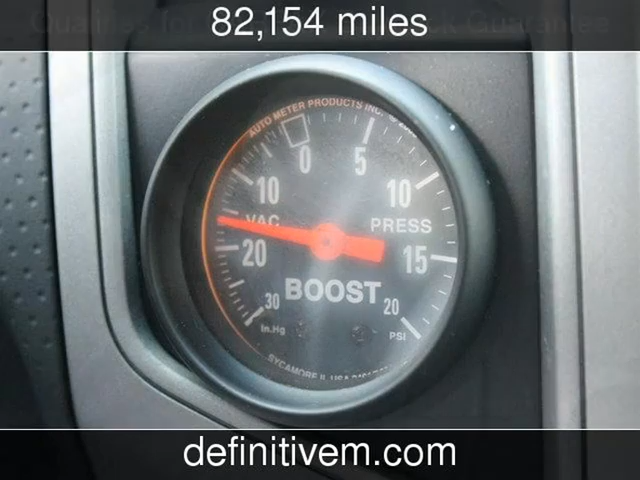 82,154 miles
AUTO METER PRODUCTS INC.
0
5
10
10
VAC
PRESS
20
15
BOOST
30
20
In.Hg
PSI
SYCAMORE IL USA
definitivem.com